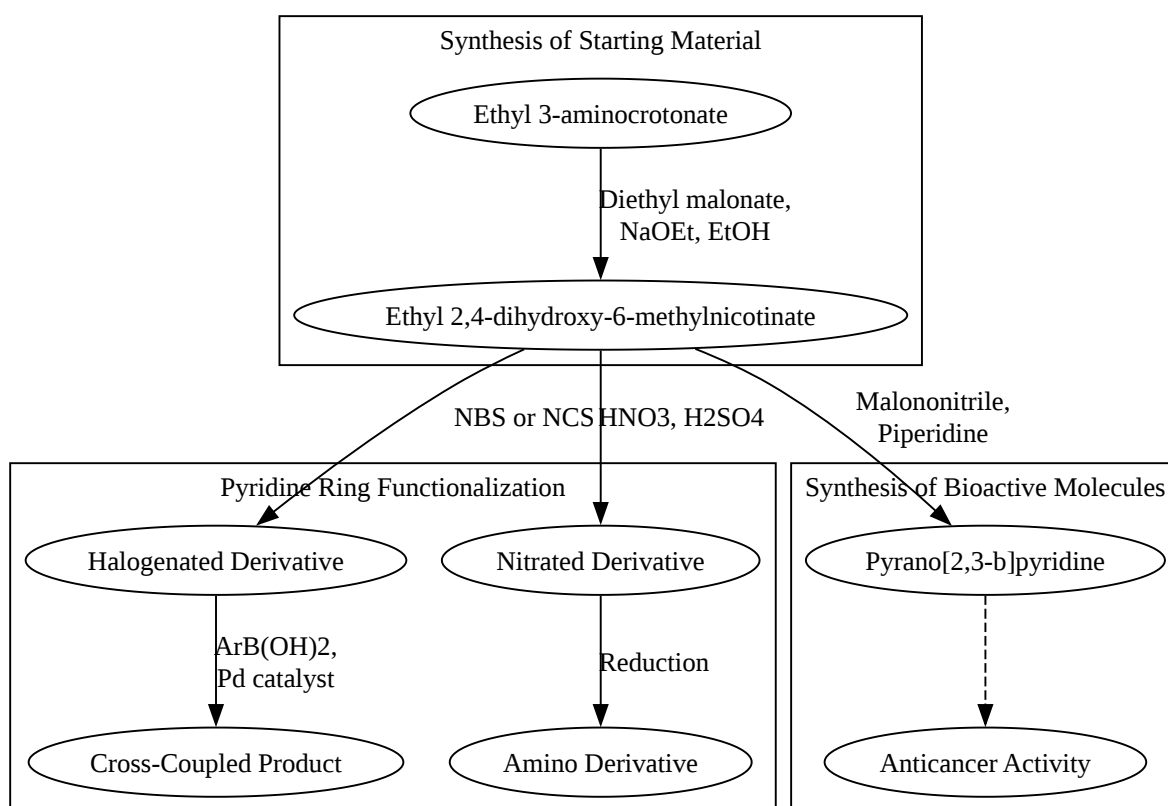 Synthesis of Starting Material
Ethyl 3-aminocrotonate
Diethyl malonate,
NaOEt, EtOH
Ethyl 2,4-dihydroxy-6-methylnicotinate
NBS or NCS
HNO3, H2SO4
Malononitrile,
Piperidine
Pyridine Ring Functionalization
Synthesis of Bioactive Molecules
Halogenated Derivative
Nitrated Derivative
Pyrano[2,3-b]pyridine
ArB(OH)2,
Pd catalyst
Reduction
Cross-Coupled Product
Amino Derivative
Anticancer Activity